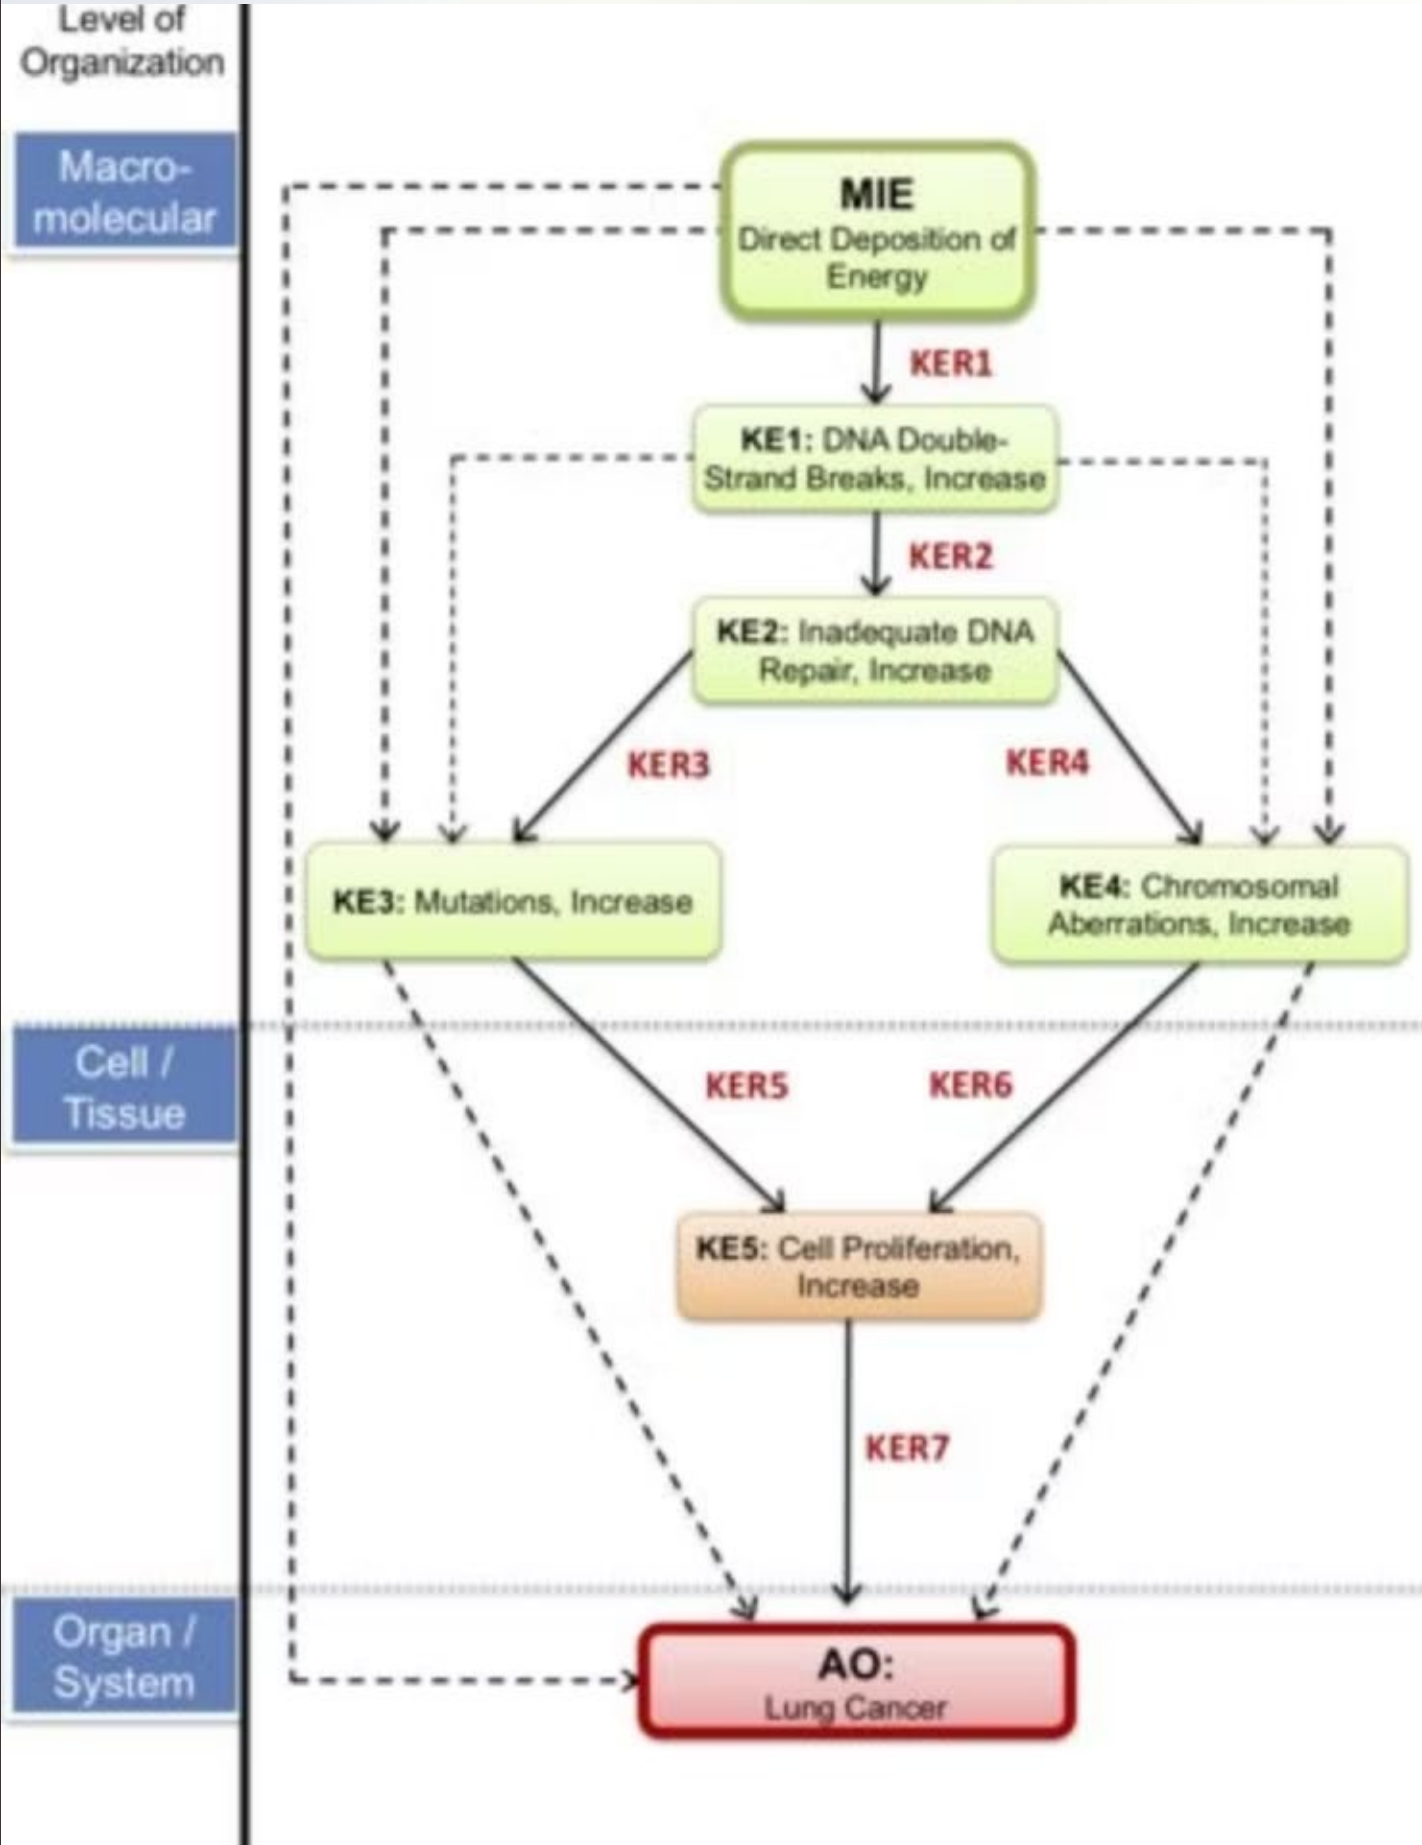 Level of
Organization
Macro-
molecular
MIE
Direct Deposition of
Energy
KER1
KE1: DNA Double-
Strand Breaks, Increase
KER2
KE2: Inadequate DNA
Repair, Increase
KER3
KER4
KE3: Mutations, Increase
KE4: Chromosomal
Aberrations, Increase
Cell /
Tissue
KER5
KER6
KE5: Cell Proliferation,
Increase
KER7
Organ /
System
AO:
Lung Cancer